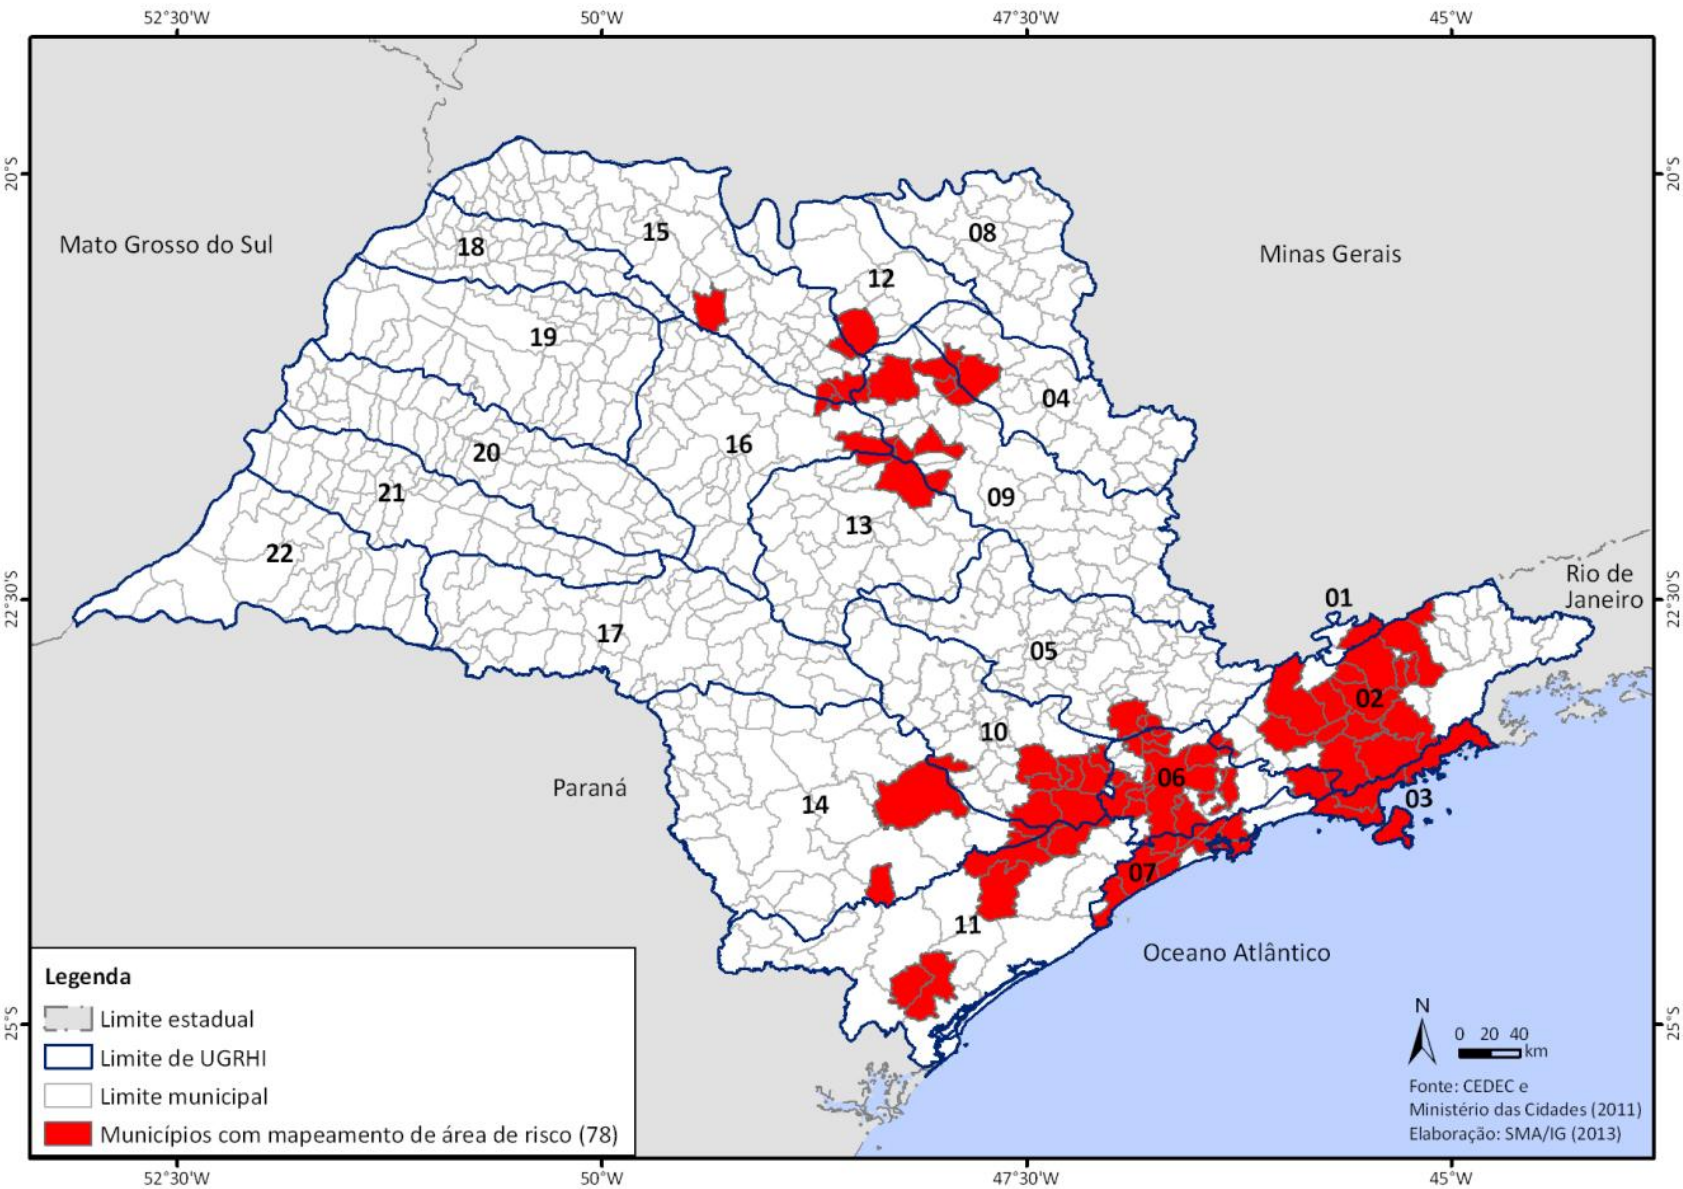 52°30'W 50°W 47°30'W 45°W
20°S
20°S
Mato Grosso do Sul
Minas Gerais
15
08
18
12
19
04
16
20
21
09
13
22
22°30'S
22°30'S
Rio de
Janeiro
01
17
05
02
10
06
Paraná
14
03
07
11
Oceano Atlântico
Legenda
Limite estadual
Limite de UGRHI
Limite municipal
Municípios com mapeamento de área de risco (78)
25°S
25°S
N
0 20 40
km
Fonte: CEDEC e
Ministério das Cidades (2011)
Elaboração: SMA/IG (2013)
52°30'W 50°W 47°30'W 45°W